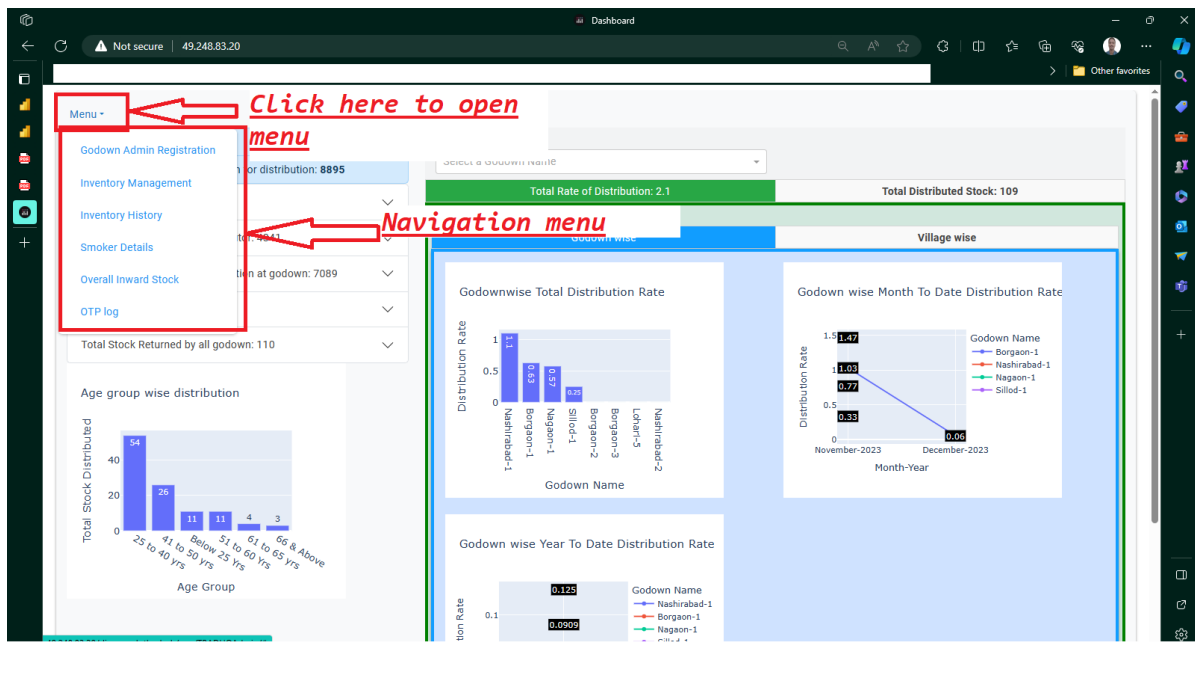 Dashboard
Not secure
49.248.83.20
Other favorites
Menu
Click here to open
menu
Godown Admin Registration
Inventory Management
Inventory History
Smoker Details
Overall Inward Stock
OTP log
for distribution: 8895
4941
at godown: 7089
Total Stock Returned by all godown: 110
Navigation menu
Select a Godown Name
Total Rate of Distribution: 2.1
Total Distributed Stock: 109
Godown wise
Village wise
Age group wise distribution
Total Stock Distributed
40
20
0
54
26
11
11
4
3
25 to 40 yrs
41 to 50 yrs
Below 25 Yrs
51 to 60 Yrs
61 to 65 yrs
66 & Above
Age Group
Godownwise Total Distribution Rate
Distribution Rate
1
0.5
0
1.1
0.63
0.57
0.25
Nashirabad-1
Borgaon-1
Nagaon-1
Sillod-1
Borgaon-2
Borgaon-3
Lohari-5
Nashirabad-2
Godown Name
Godown wise Month To Date Distribution Rate
Distribution Rate
1.5
1
0.5
0
1.47
1.03
0.77
0.33
0.06
November-2023
December-2023
Month-Year
Godown Name
Borgaon-1
Nashirabad-1
Nagaon-1
Sillod-1
Godown wise Year To Date Distribution Rate
0.1
0.125
0.0909
Godown Name
Nashirabad-1
Borgaon-1
Nagaon-1